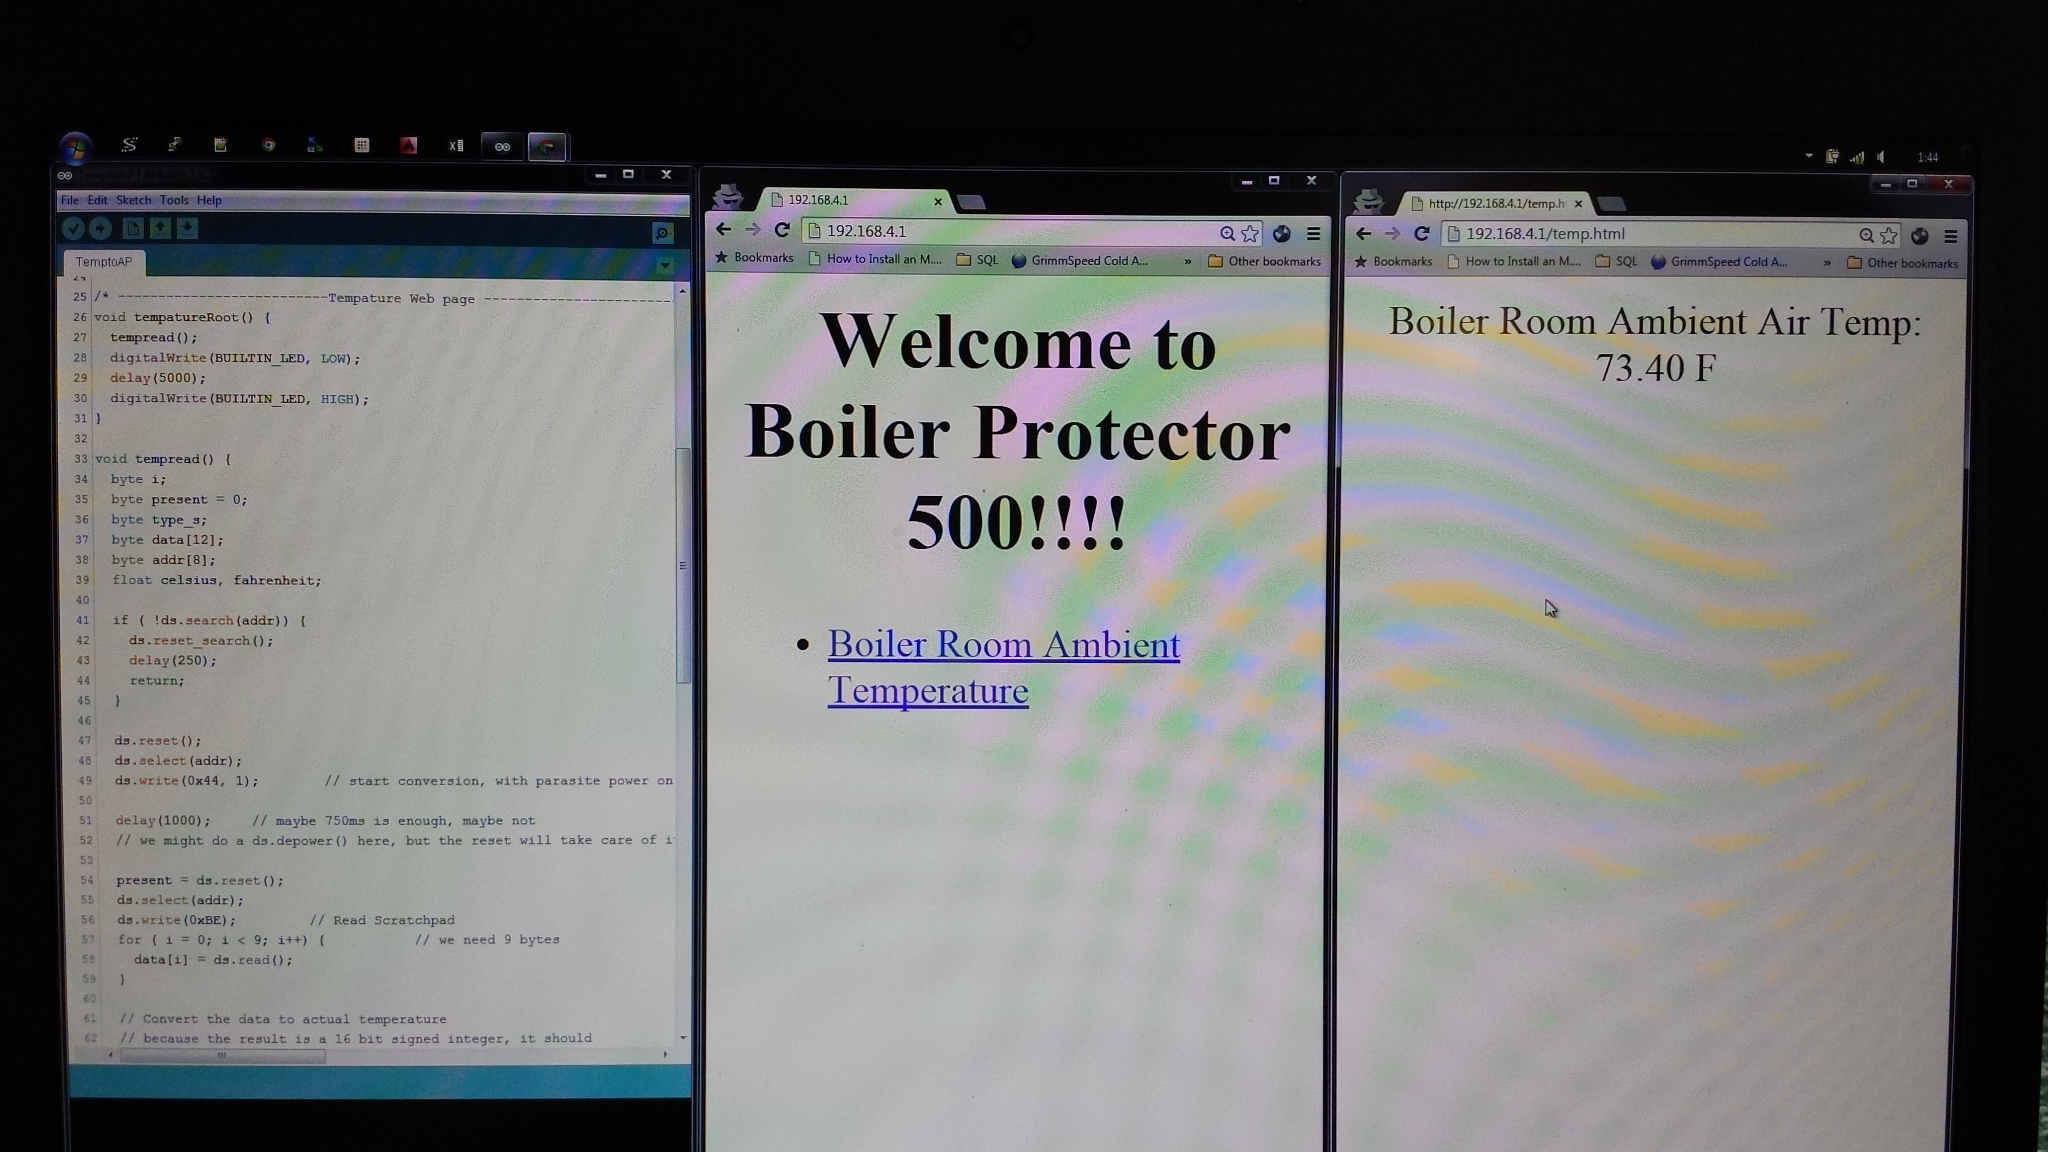 1:44
File Edit Sketch Tools Help
TemptoAP
25 /* --------------------------Tempature Web page ------------------------
26 void tempatureRoot() {
27 tempread();
28 digitalWrite(BUILTIN_LED, LOW);
29 delay(5000);
30 digitalWrite(BUILTIN_LED, HIGH);
31 }
32
33 void tempread() {
34 byte i;
35 byte present = 0;
36 byte type_s;
37 byte data[12];
38 byte addr[8];
39 float celsius, fahrenheit;
40
41 if ( !ds.search(addr)) {
42 ds.reset_search();
43 delay(250);
44 return;
45 }
46
47 ds.reset();
48 ds.select(addr);
49 ds.write(0x44, 1); // start conversion, with parasite power on
50
51 delay(1000); // maybe 750ms is enough, maybe not
52 // we might do a ds.depower() here, but the reset will take care of i
53
54 present = ds.reset();
55 ds.select(addr);
56 ds.write(0xBE); // Read Scratchpad
57 for ( i = 0; i < 9; i++) { // we need 9 bytes
58 data[i] = ds.read();
59 }
60
61 // Convert the data to actual temperature
62 // because the result is a 16 bit signed integer, it should
192.168.4.1
192.168.4.1
Bookmarks How to Install an M.... SQL GrimmSpeed Cold A... » Other bookmarks
Welcome to
Boiler Protector
500!!!!
• Boiler Room Ambient
Temperature
http://192.168.4.1/temp.h
192.168.4.1/temp.html
Bookmarks How to Install an M.... SQL GrimmSpeed Cold A... » Other bookmarks
Boiler Room Ambient Air Temp:
73.40 F